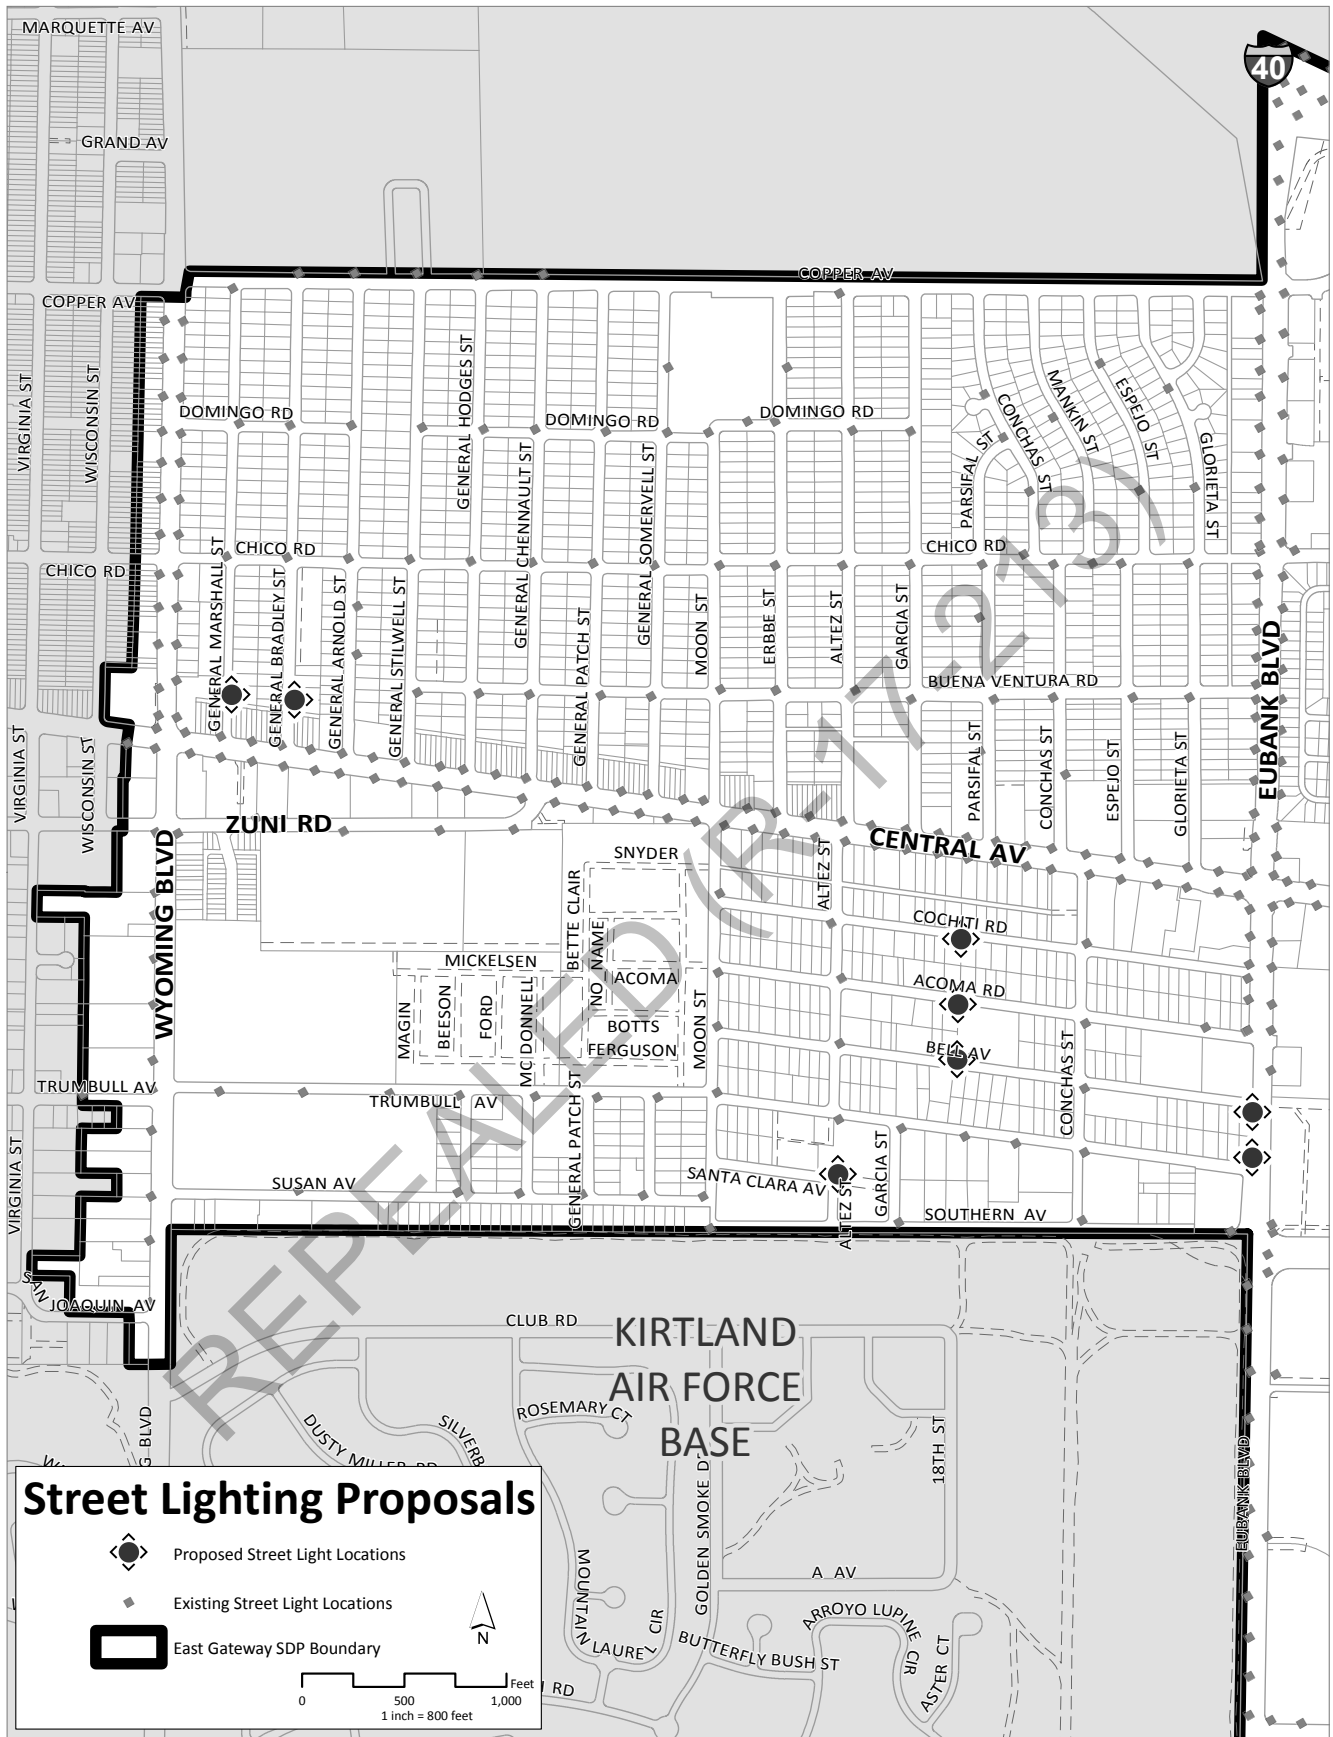 MARQUETTE AV
40
GRAND AV
COPPER AV
COPPER AV
VIRGINIA ST
WISCONSIN ST
GENERAL HODGES ST
DOMINGO RD
DOMINGO RD
DOMINGO RD
CONCHAS ST
MANKIN ST
ESPEJO ST
GLORIETA ST
PARSIFAL ST
GENERAL CHENNAULT ST
GENERAL SOMERVELL ST
CHICO RD
CHICO RD
CHICO RD
GENERAL MARSHALL ST
GENERAL BRADLEY ST
GENERAL ARNOLD ST
GENERAL STILWELL ST
GENERAL PATCH ST
MOON ST
ERBBE ST
ALTEZ ST
GARCIA ST
BUENA VENTURA RD
EUBANK BLVD
VIRGINIA ST
WISCONSIN ST
PARSIFAL ST
CONCHAS ST
ESPEJO ST
GLORIETA ST
ZUNI RD
CENTRAL AV
WYOMING BLVD
SNYDER
ALTEZ ST
BETTE CLAIR
NO NAME
COCHITI RD
MICKELSEN
ACOMA
ACOMA RD
MAGIN
BEESON
FORD
MCDONNELL
BOTTS
FERGUSON
MOON ST
BELL AV
CONCHAS ST
TRUMBULL AV
TRUMBULL AV
GENERAL PATCH ST
VIRGINIA ST
SUSAN AV
SANTA CLARA AV
ALTEZ ST
GARCIA ST
SOUTHERN AV
SAN
JOAQUIN AV
CLUB RD
KIRTLAND
AIR FORCE
BASE
REPEALED (R-17-213)
ROSEMARY CT
DUSTY MILLER RD
SILVERB
G BLVD
18TH ST
GOLDEN SMOKE D
EUBANK BLVD
A AV
MOUNTAIN
LAUREL CIR
BUTTERFLY BUSH ST
ARROYO LUPINE CIR
ASTER CT
RD
Street Lighting Proposals
Proposed Street Light Locations
Existing Street Light Locations
N
East Gateway SDP Boundary
Feet
0 500 1,000
1 inch = 800 feet